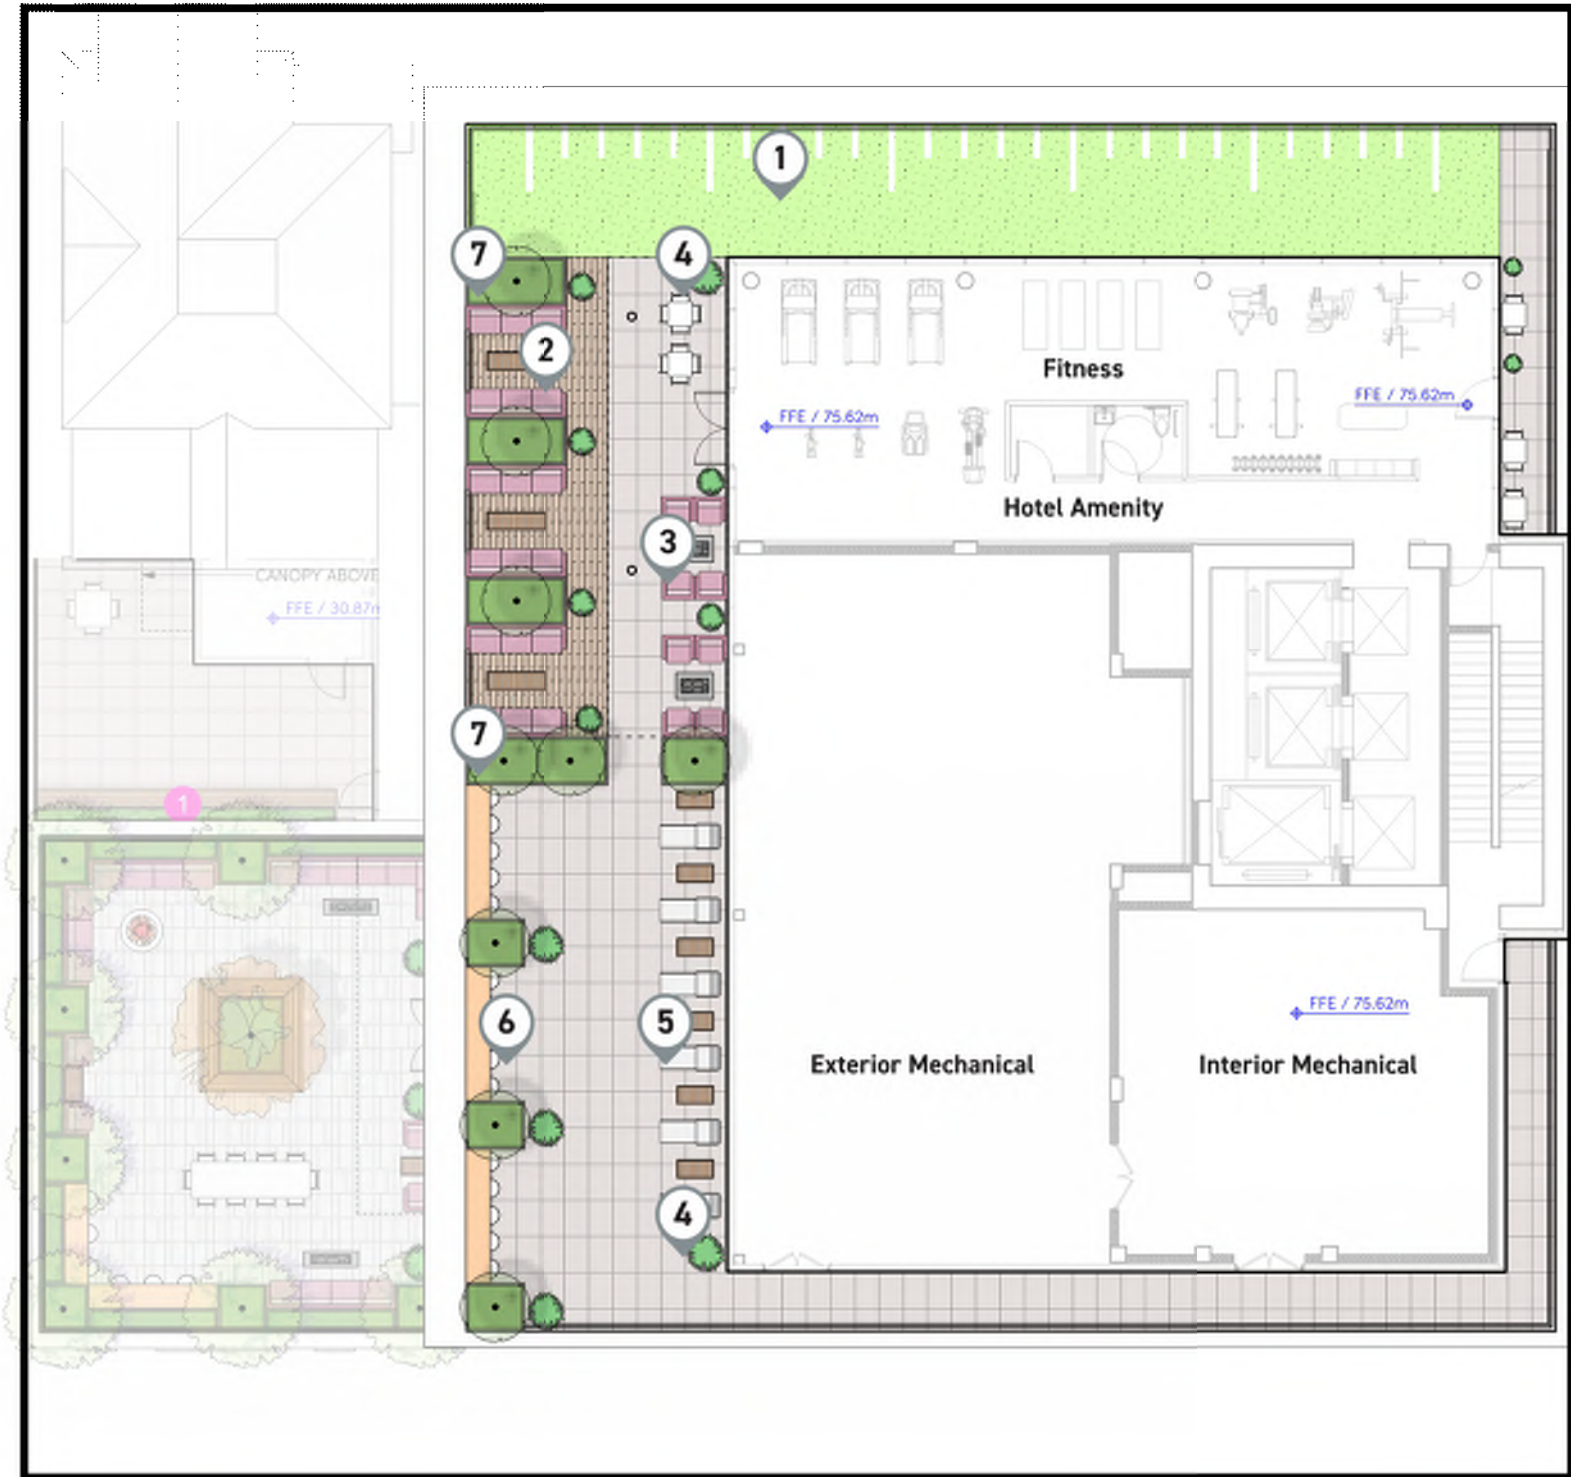 1
7
4
2
Fitness
FFE / 75.62m
FFE / 75.62m
Hotel Amenity
3
CANOPY ABOVE
FFE / 30.87m
7
1
6
5
FFE / 75.62m
Exterior Mechanical
Interior Mechanical
4